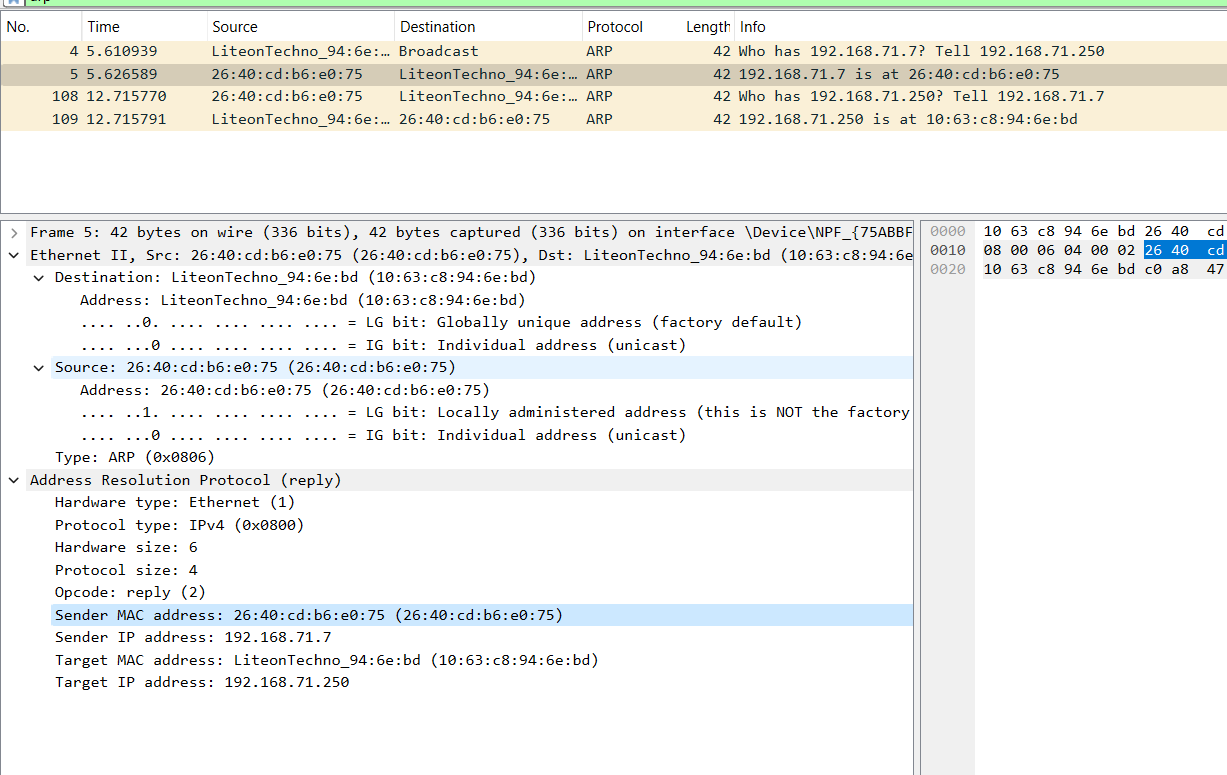 No. Time Source Destination Protocol Length Info
4 5.610939 LiteonTechno_94:6e:… Broadcast ARP 42 Who has 192.168.71.7? Tell 192.168.71.250
5 5.626589 26:40:cd:b6:e0:75 LiteonTechno_94:6e:… ARP 42 192.168.71.7 is at 26:40:cd:b6:e0:75
108 12.715770 26:40:cd:b6:e0:75 LiteonTechno_94:6e:… ARP 42 Who has 192.168.71.250? Tell 192.168.71.7
109 12.715791 LiteonTechno_94:6e:… 26:40:cd:b6:e0:75 ARP 42 192.168.71.250 is at 10:63:c8:94:6e:bd
Frame 5: 42 bytes on wire (336 bits), 42 bytes captured (336 bits) on interface \Device\NPF_{75ABBF
Ethernet II, Src: 26:40:cd:b6:e0:75 (26:40:cd:b6:e0:75), Dst: LiteonTechno_94:6e:bd (10:63:c8:94:6e
Destination: LiteonTechno_94:6e:bd (10:63:c8:94:6e:bd)
Address: LiteonTechno_94:6e:bd (10:63:c8:94:6e:bd)
.... ..0. .... .... .... .... = LG bit: Globally unique address (factory default)
.... ...0 .... .... .... .... = IG bit: Individual address (unicast)
Source: 26:40:cd:b6:e0:75 (26:40:cd:b6:e0:75)
Address: 26:40:cd:b6:e0:75 (26:40:cd:b6:e0:75)
.... ..1. .... .... .... .... = LG bit: Locally administered address (this is NOT the factory
.... ...0 .... .... .... .... = IG bit: Individual address (unicast)
Type: ARP (0x0806)
Address Resolution Protocol (reply)
Hardware type: Ethernet (1)
Protocol type: IPv4 (0x0800)
Hardware size: 6
Protocol size: 4
Opcode: reply (2)
Sender MAC address: 26:40:cd:b6:e0:75 (26:40:cd:b6:e0:75)
Sender IP address: 192.168.71.7
Target MAC address: LiteonTechno_94:6e:bd (10:63:c8:94:6e:bd)
Target IP address: 192.168.71.250
0000 10 63 c8 94 6e bd 26 40 cd
0010 08 00 06 04 00 02 26 40 cd
0020 10 63 c8 94 6e bd c0 a8 47